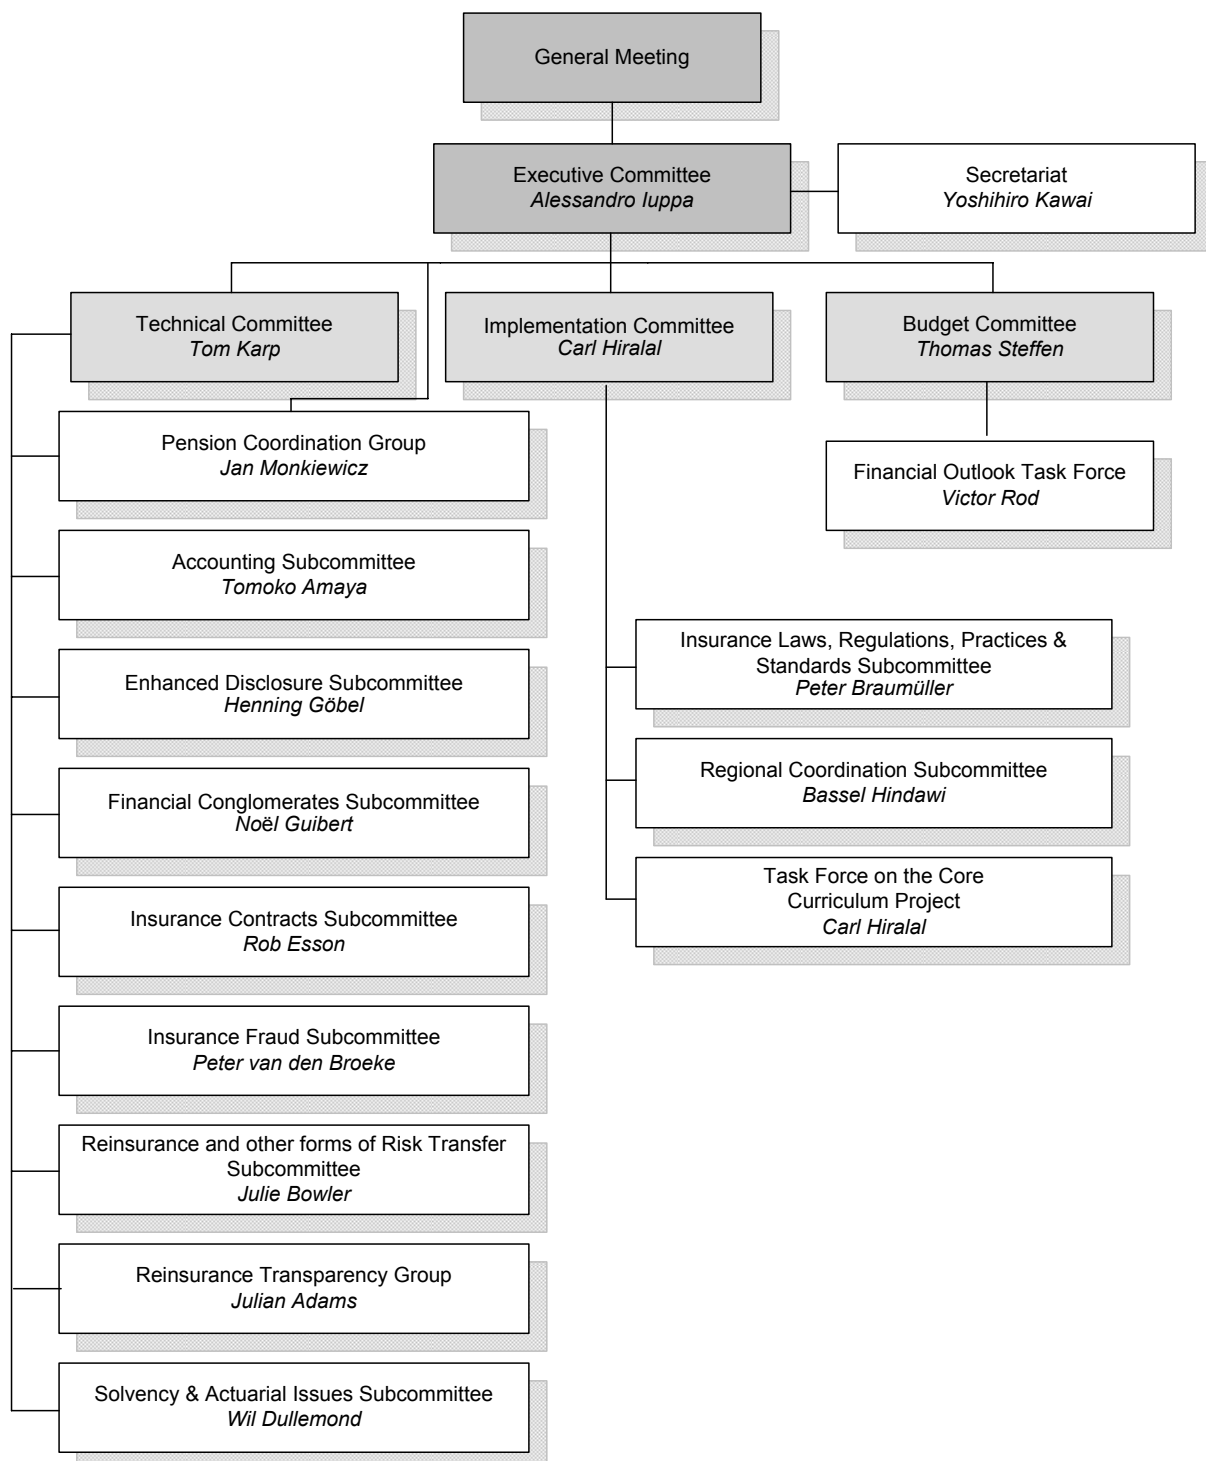 General Meeting
Executive Committee
Alessandro Iuppa
Secretariat
Yoshihiro Kawai
Technical Committee
Tom Karp
Implementation Committee
Carl Hiralal
Budget Committee
Thomas Steffen
Pension Coordination Group
Jan Monkiewicz
Accounting Subcommittee
Tomoko Amaya
Enhanced Disclosure Subcommittee
Henning Göbel
Financial Conglomerates Subcommittee
Noël Guibert
Insurance Contracts Subcommittee
Rob Esson
Insurance Fraud Subcommittee
Peter van den Broeke
Reinsurance and other forms of Risk Transfer
Subcommittee
Julie Bowler
Reinsurance Transparency Group
Julian Adams
Solvency & Actuarial Issues Subcommittee
Wil Dullemond
Insurance Laws, Regulations, Practices &
Standards Subcommittee
Peter Braumüller
Regional Coordination Subcommittee
Bassel Hindawi
Task Force on the Core
Curriculum Project
Carl Hiralal
Financial Outlook Task Force
Victor Rod